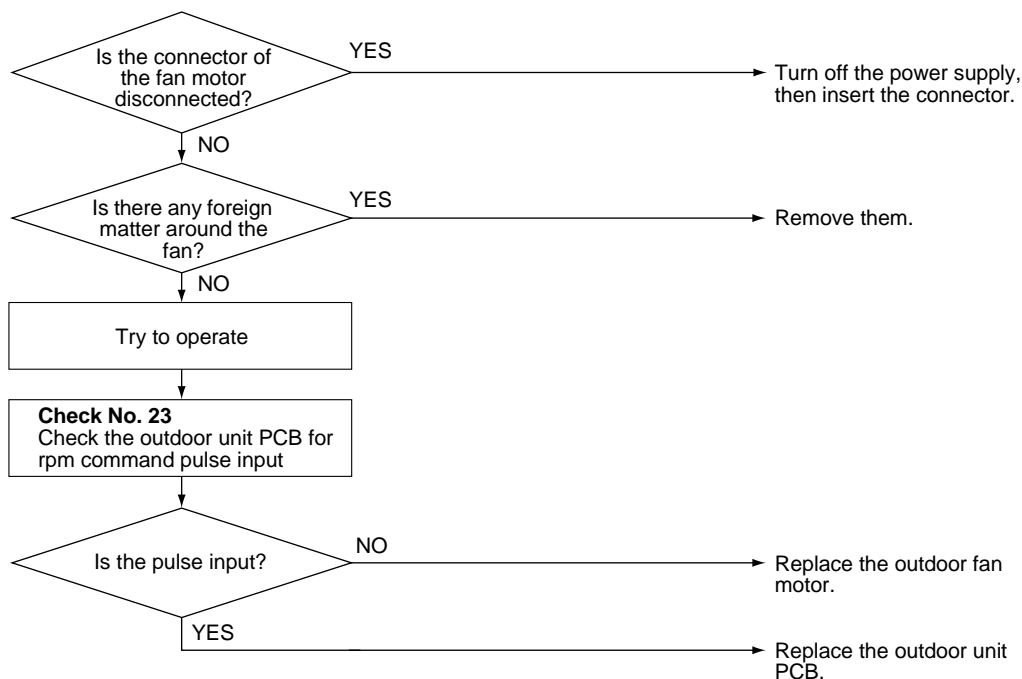 Is the connector of
the fan motor
disconnected?
YES
Turn off the power supply,
then insert the connector.
NO
Is there any foreign
matter around the
fan?
YES
Remove them.
NO
Try to operate
Check No. 23
Check the outdoor unit PCB for
rpm command pulse input
Is the pulse input?
NO
Replace the outdoor fan
motor.
YES
Replace the outdoor unit
PCB.